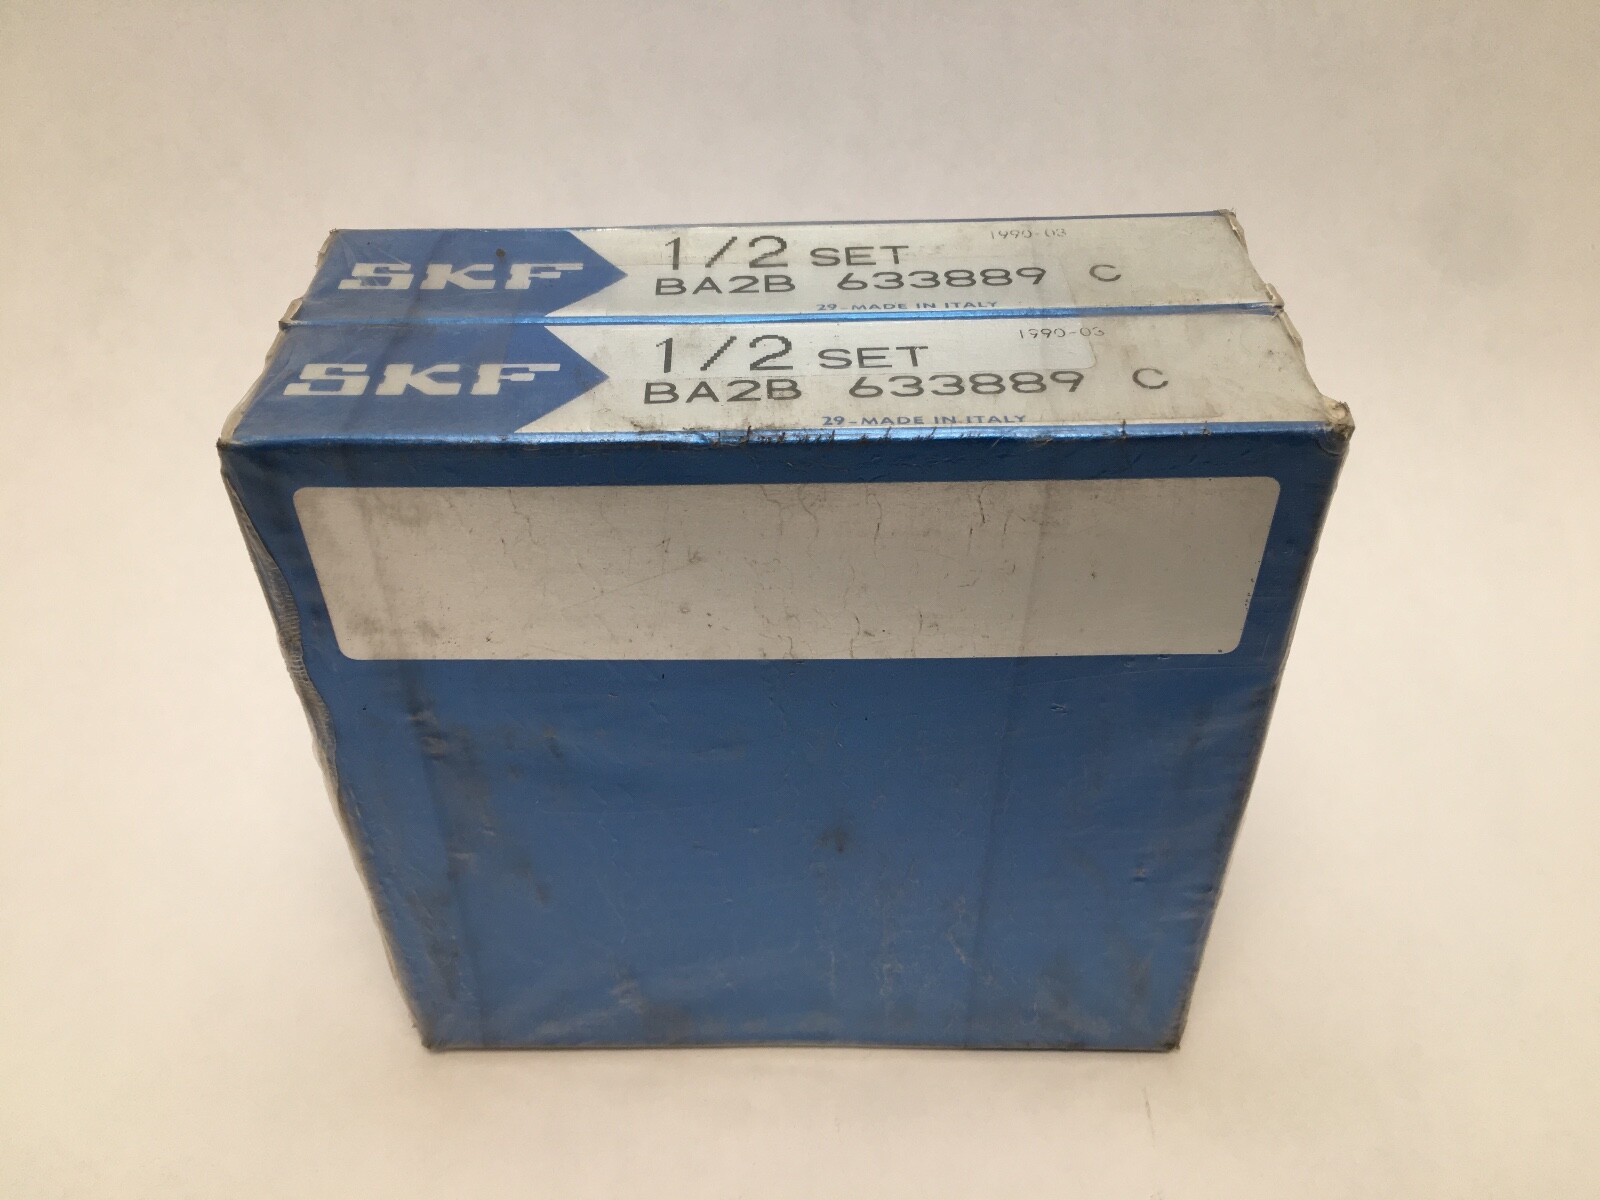 SKF
1/2 SET
1990-03
BA2B 633889 C
29-MADE IN ITALY
SKF
1/2 SET
1990-03
BA2B 633889 C
29-MADE IN ITALY